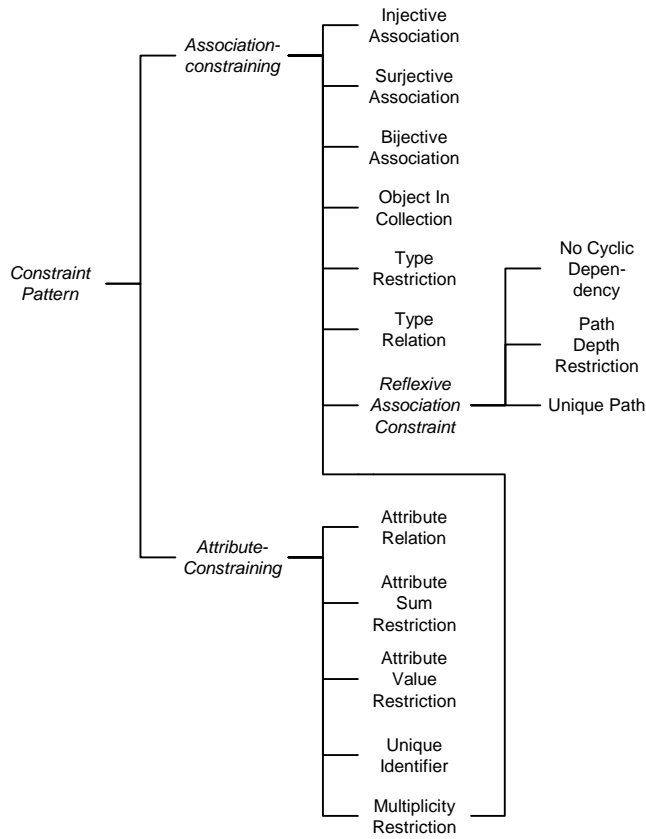 Constraint
Pattern
Association-
constraining
Injective
Association
Surjective
Association
Bijective
Association
Object In
Collection
Type
Restriction
Type
Relation
Reflexive
Association
Constraint
No Cyclic
Depen-
dency
Path
Depth
Restriction
Unique Path
Attribute-
Constraining
Attribute
Relation
Attribute
Sum
Restriction
Attribute
Value
Restriction
Unique
Identifier
Multiplicity
Restriction